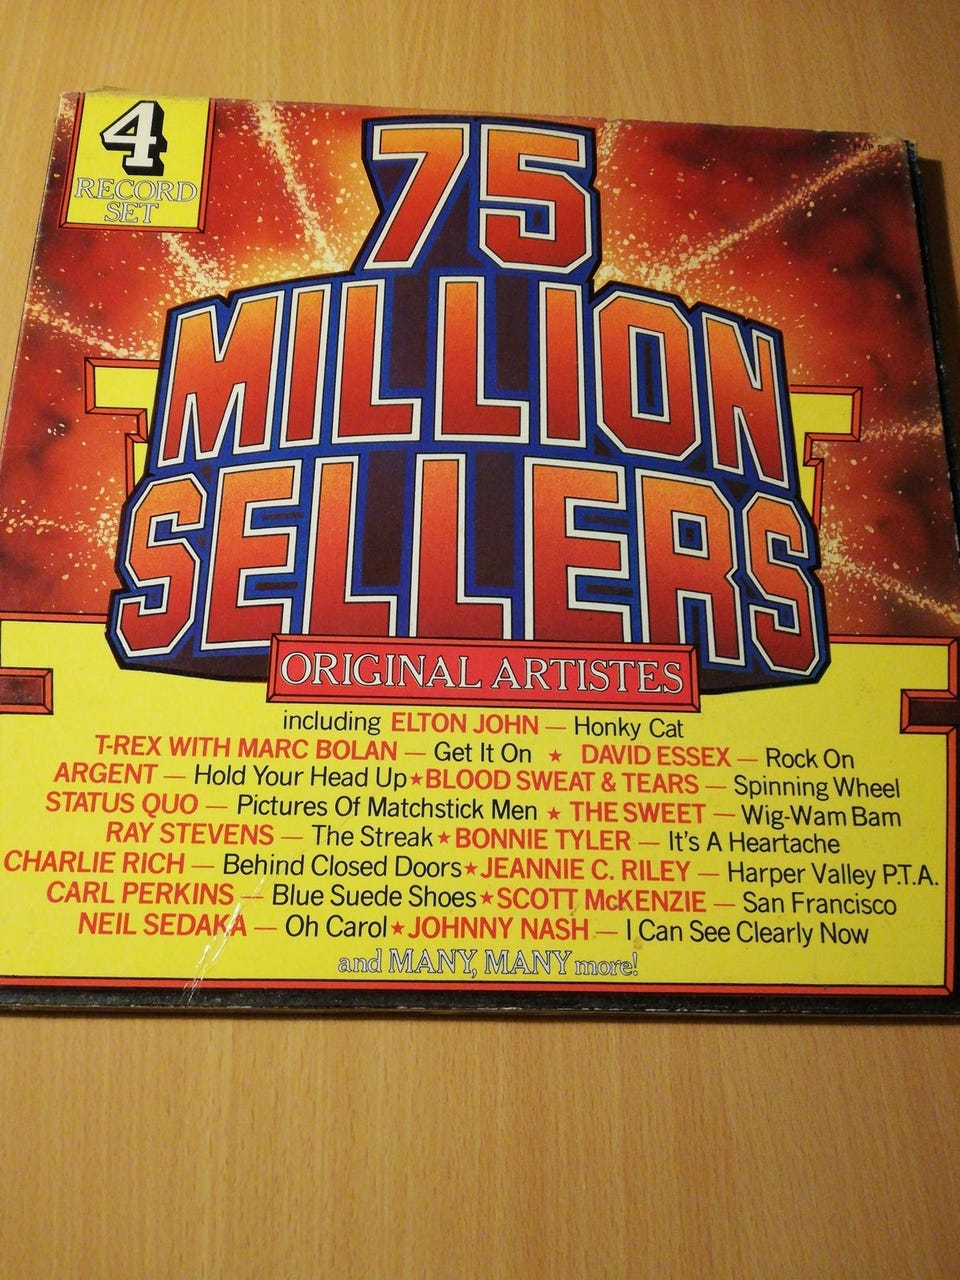 4
RECORD
SET
75
MILLION
SELLERS
ORIGINAL ARTISTES
including ELTON JOHN — Honky Cat
T-REX WITH MARC BOLAN — Get It On ★ DAVID ESSEX — Rock On
ARGENT — Hold Your Head Up★BLOOD SWEAT & TEARS — Spinning Wheel
STATUS QUO — Pictures Of Matchstick Men ★ THE SWEET — Wig-Wam Bam
RAY STEVENS — The Streak★BONNIE TYLER — It's A Heartache
CHARLIE RICH — Behind Closed Doors★JEANNIE C. RILEY — Harper Valley P.T.A.
CARL PERKINS — Blue Suede Shoes★SCOTT McKENZIE — San Francisco
NEIL SEDAKA — Oh Carol★JOHNNY NASH — I Can See Clearly Now
and MANY, MANY more!